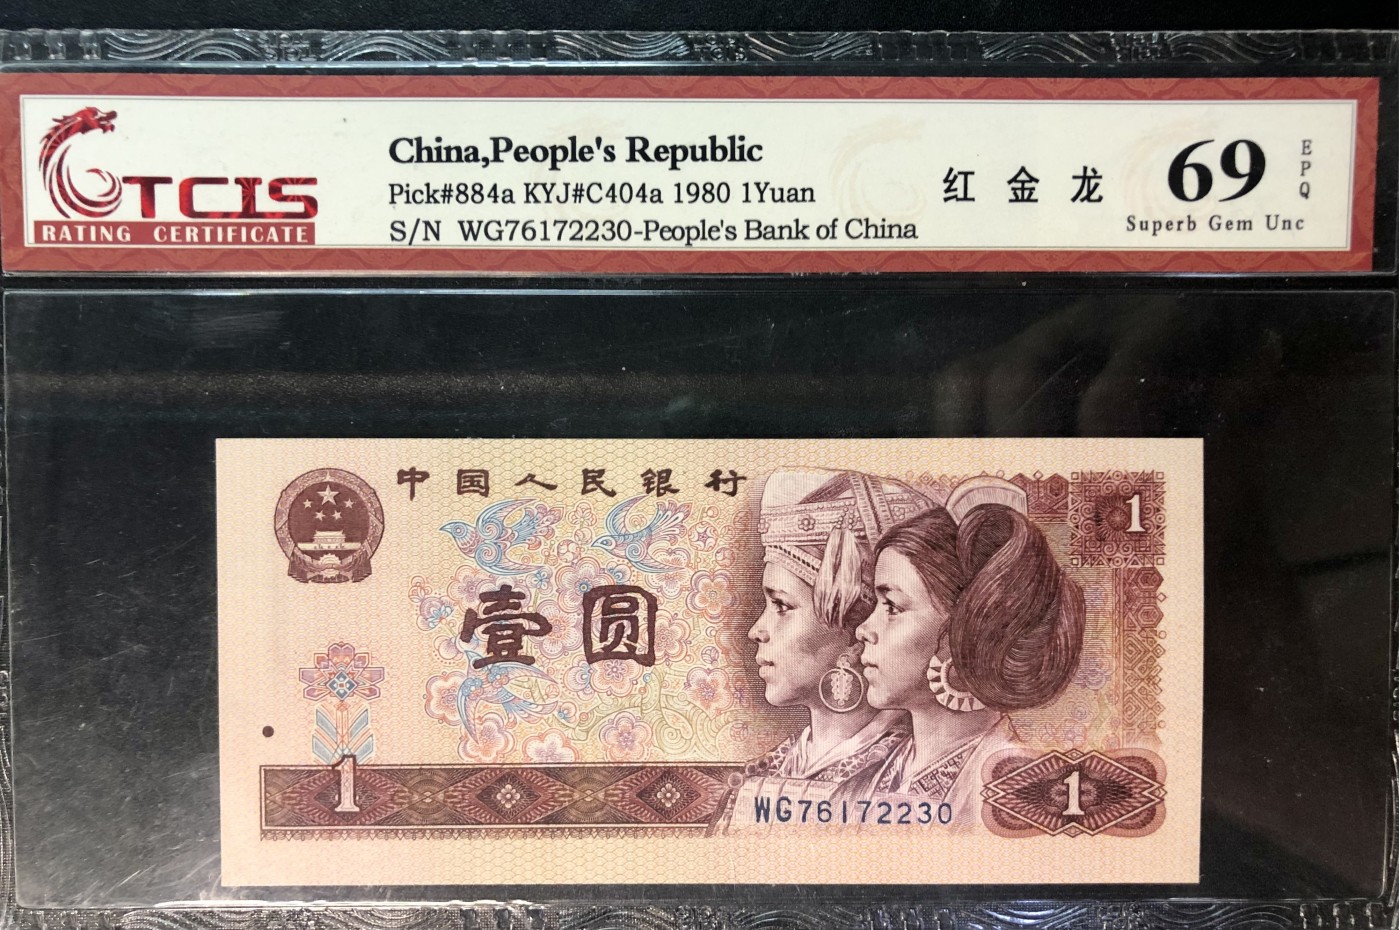 TCIS
RATING CERTIFICATE
China,People's Republic
Pick#884a KYJ#C404a 1980 1Yuan
S/N WG76172230-People's Bank of China
红金龙
69
EPQ
Superb Gem Unc
中国人民银行
1
壹圆
1
1
WG76172230